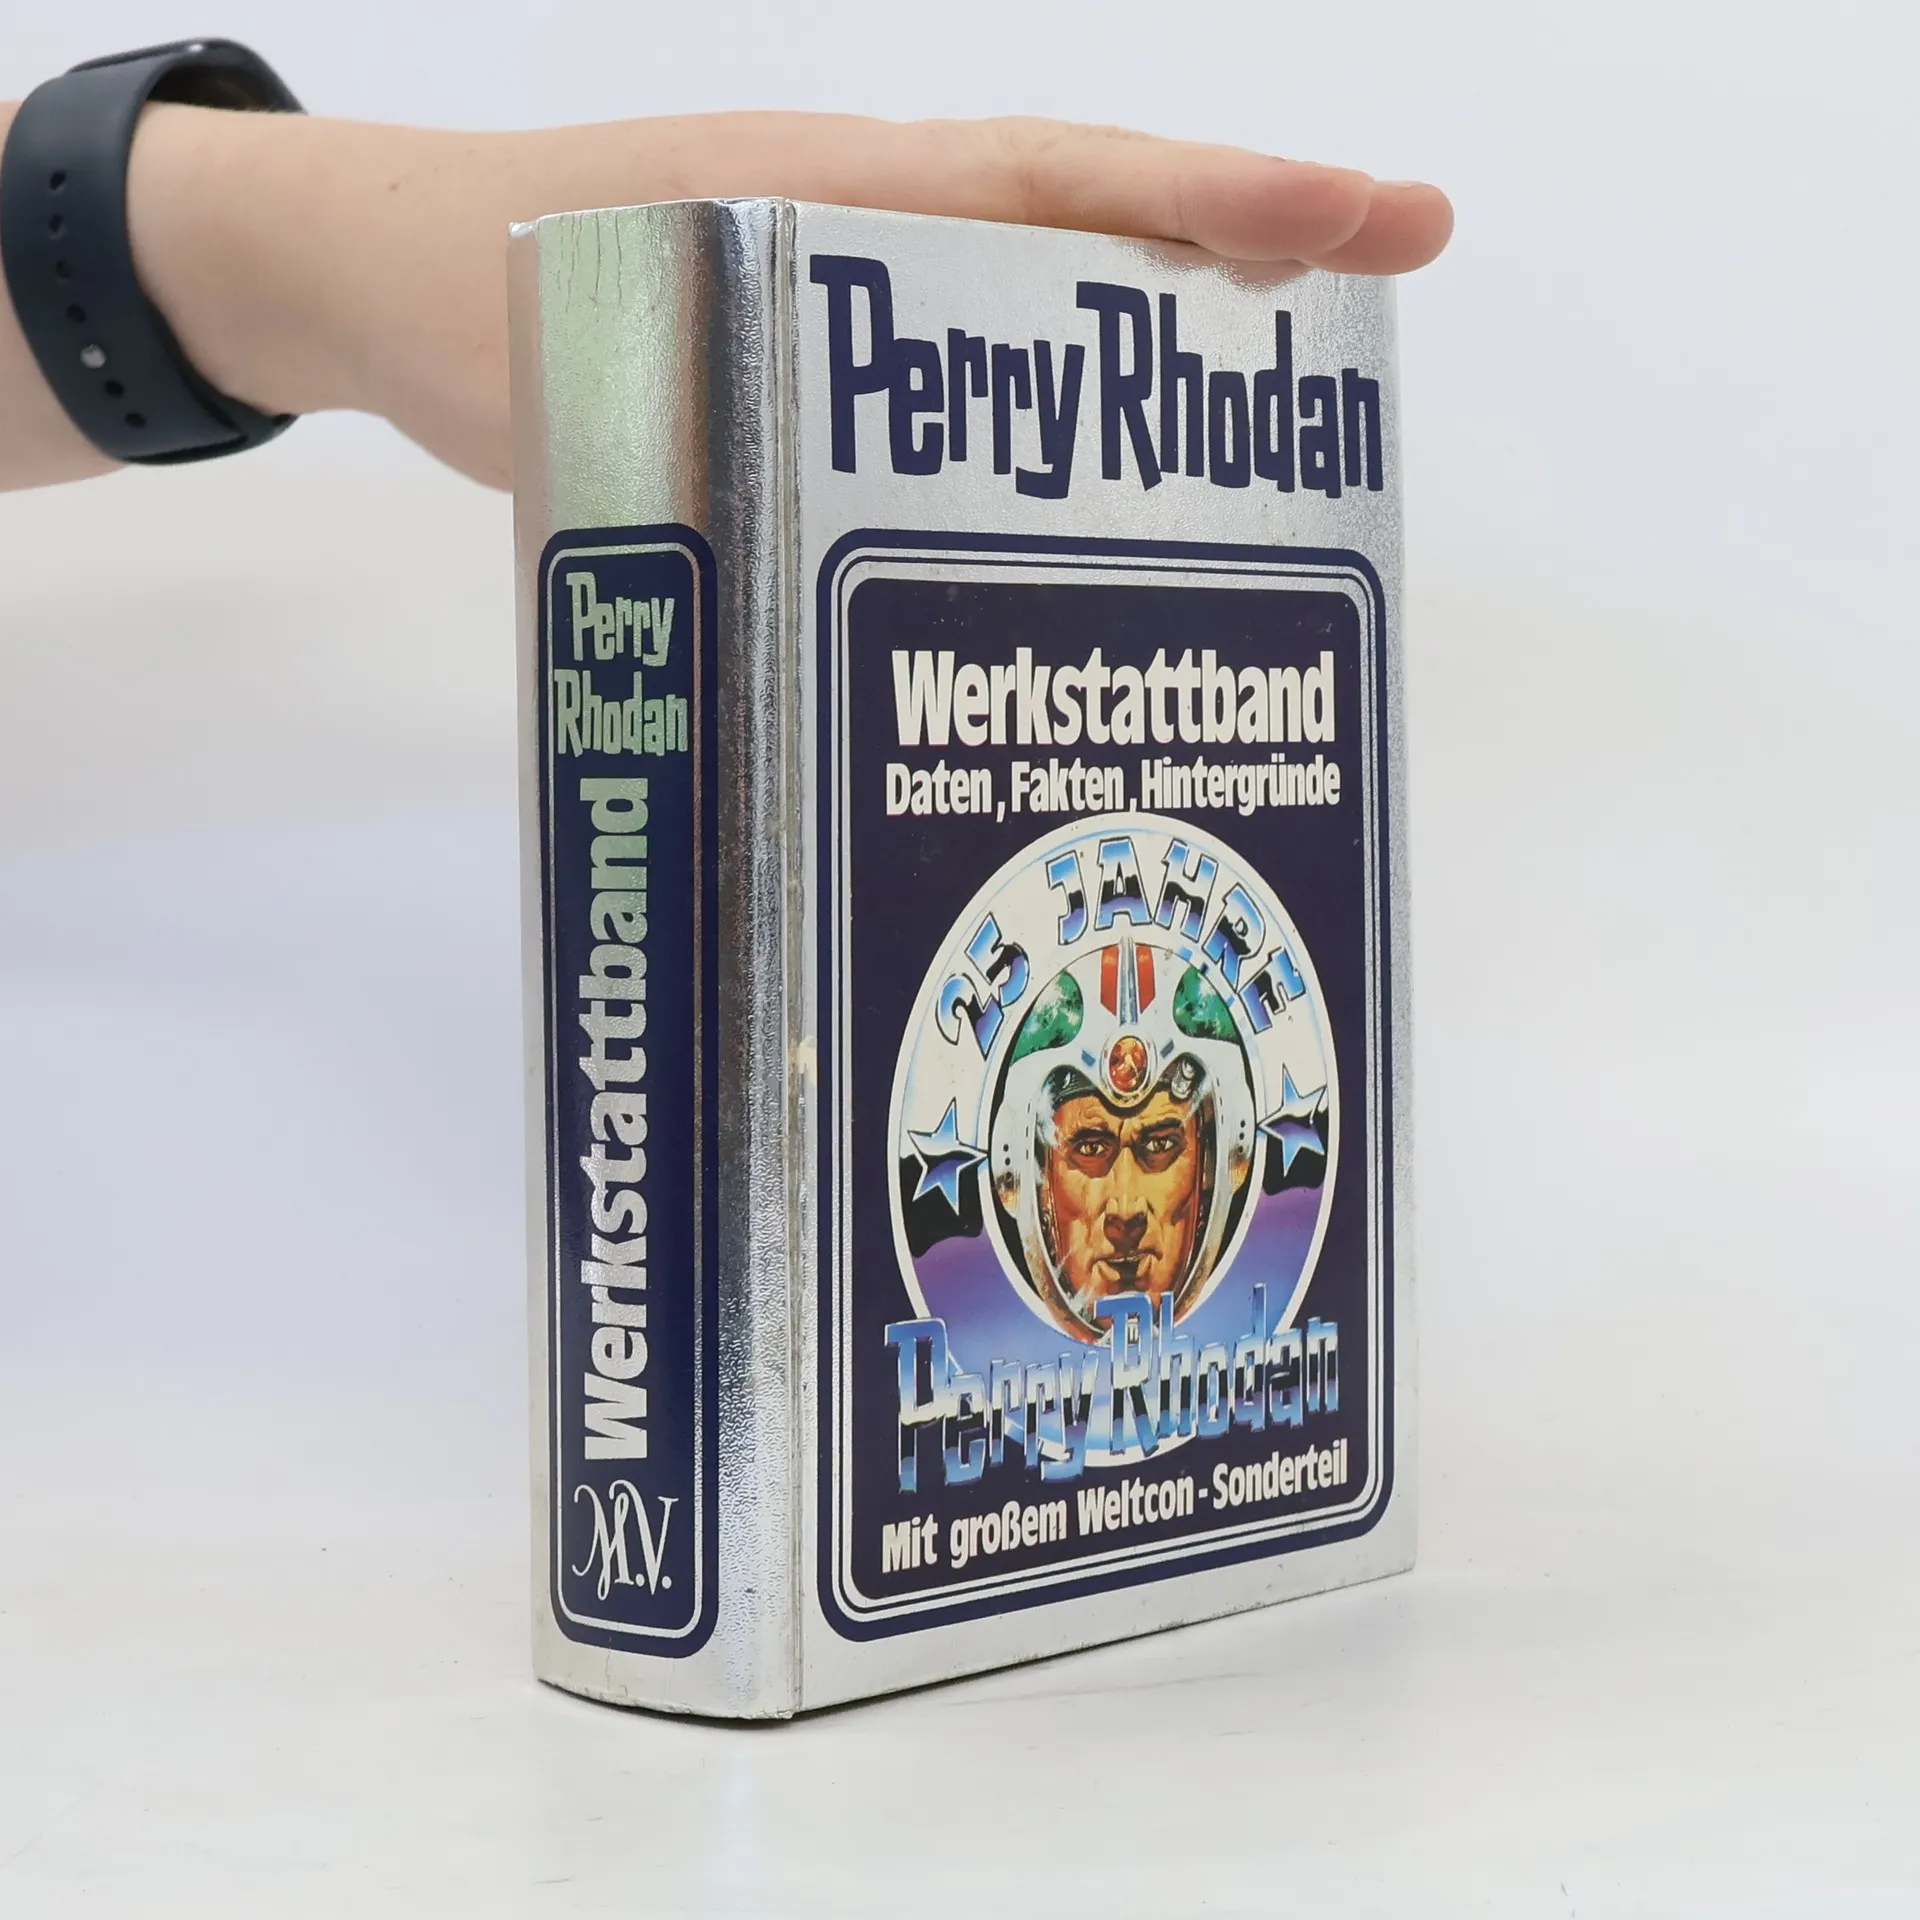 Perry Rhodan
Werkstattband
Daten, Fakten, Hintergründe
25 JAHRE
Perry Rhodan
Mit großem Weltcon-Sonderteil
Perry
Rhodan
Werkstattband
M.V.